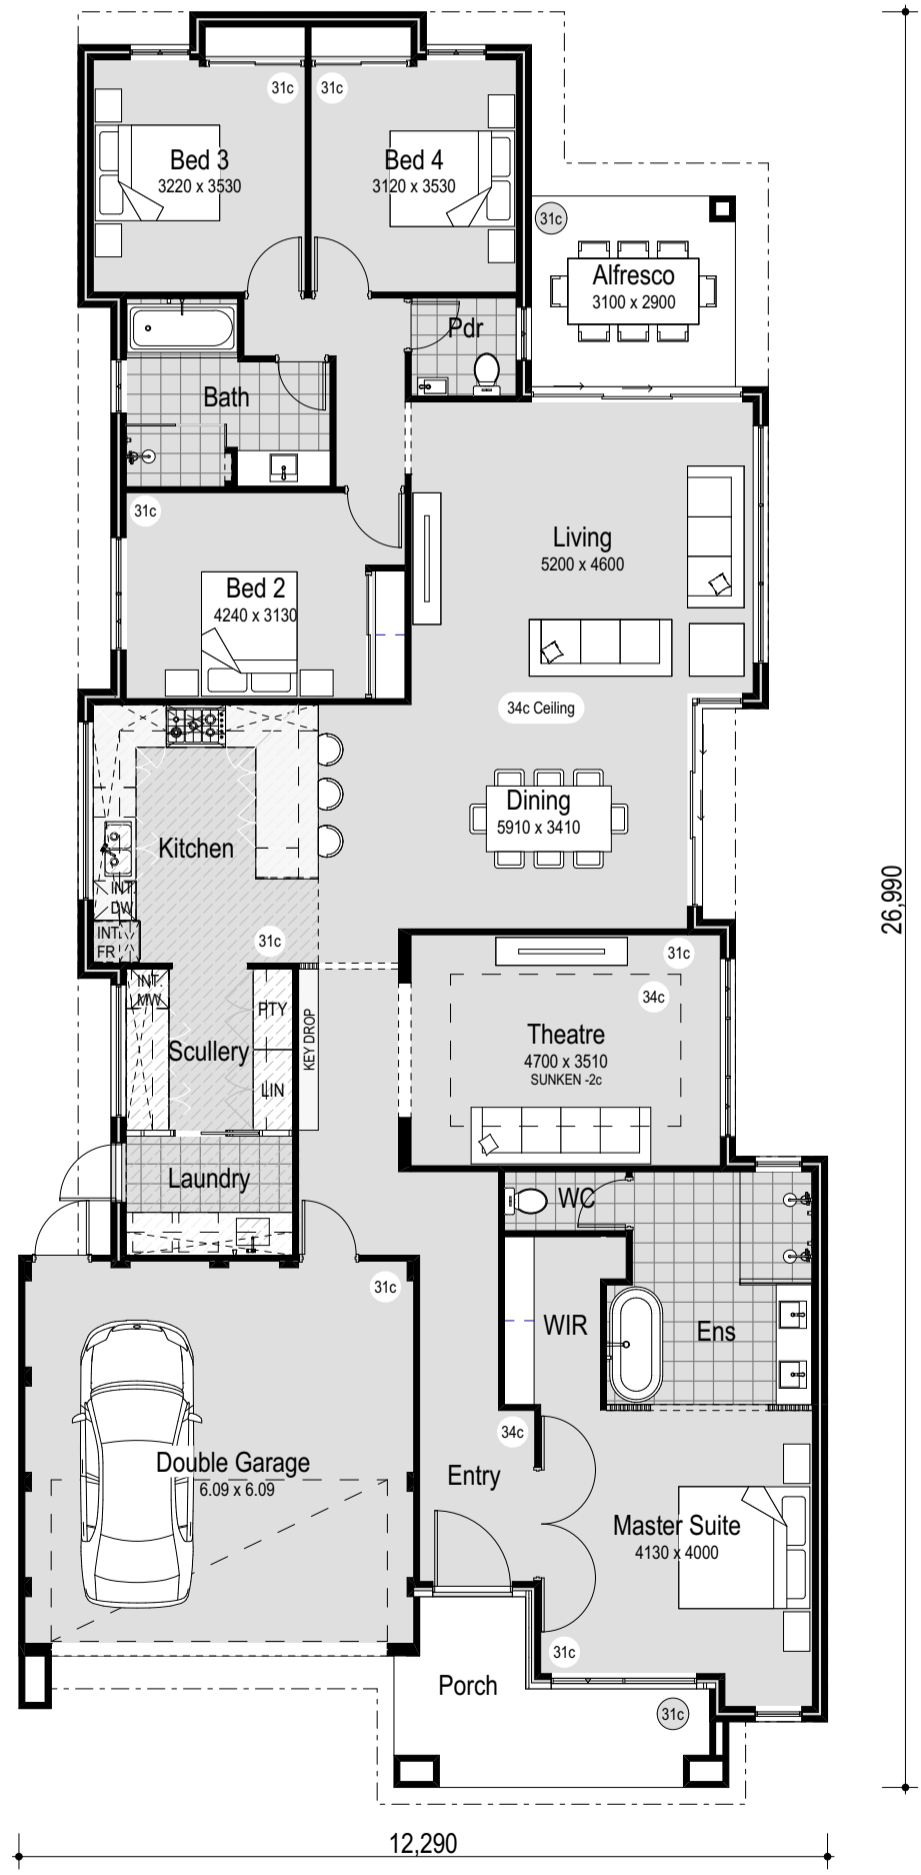 31c
31c
Bed 3
3220 x 3530
Bed 4
3120 x 3530
31c
Alfresco
3100 x 2900
Pdr
Bath
31c
Living
5200 x 4600
Bed 2
4240 x 3130
34c Ceiling
Dining
5910 x 3410
Kitchen
INT
DW
INT
FR
31c
31c
34c
INT
MW
PTY
KEY DROP
Theatre
4700 x 3510
SUNKEN -2c
Scullery
LIN
Laundry
WC
31c
WIR
Ens
34c
Double Garage
6.09 x 6.09
Entry
Master Suite
4130 x 4000
31c
Porch
31c
26,990
12,290